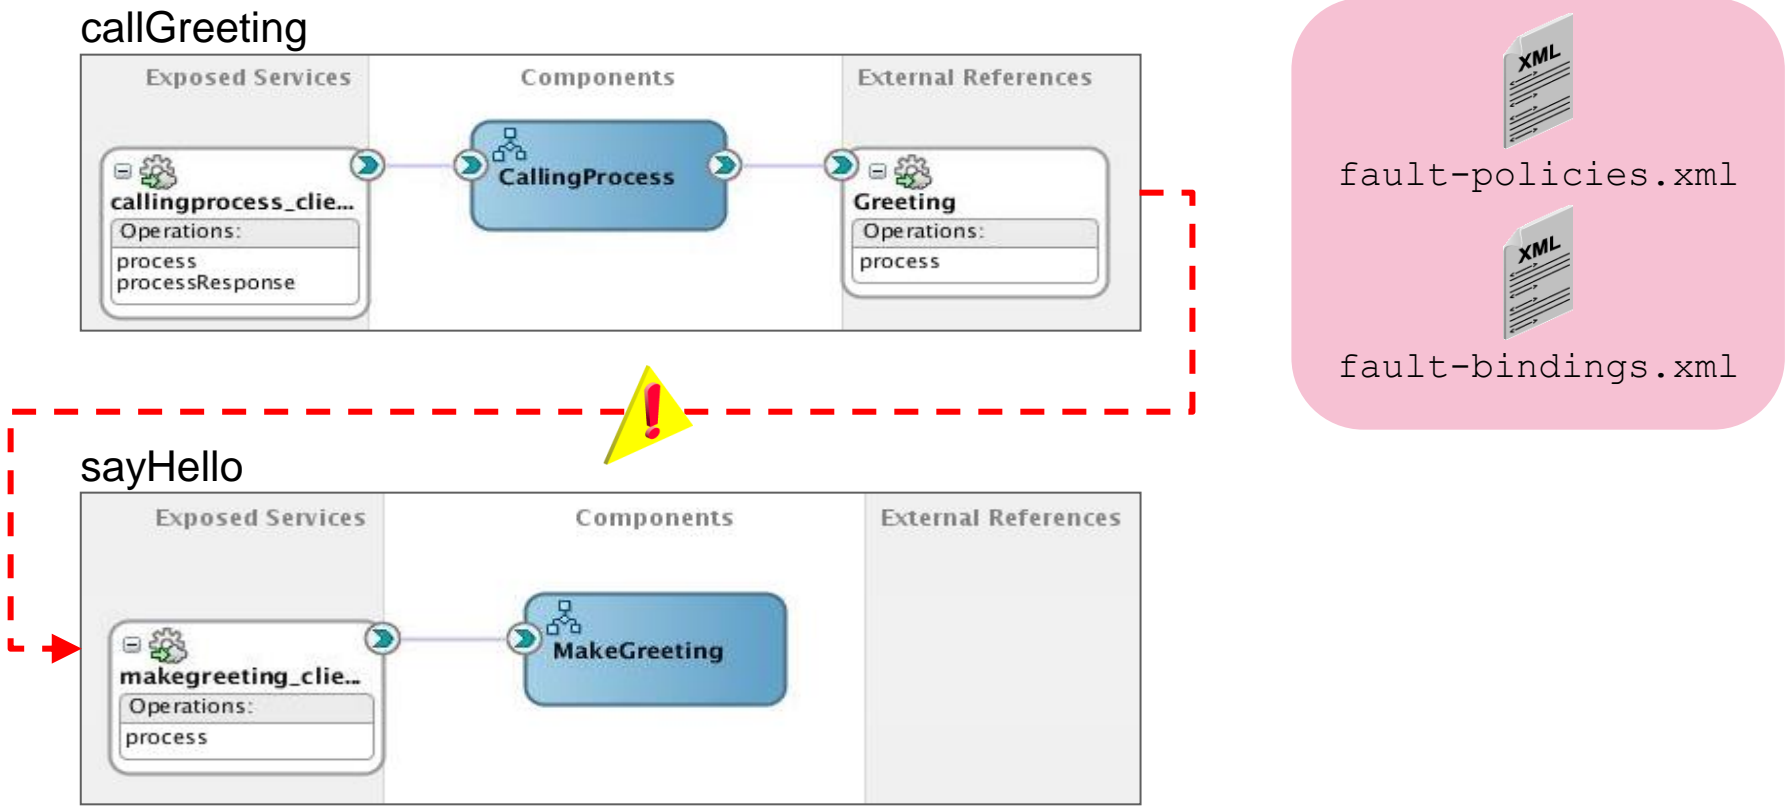 callGreeting
Exposed Services
Components
External References
callingprocess_clie...
Operations:
process
processResponse
CallingProcess
Greeting
Operations:
process
XML
fault-policies.xml
XML
fault-bindings.xml
!
sayHello
Exposed Services
Components
External References
makegreeting_clie...
Operations:
process
MakeGreeting